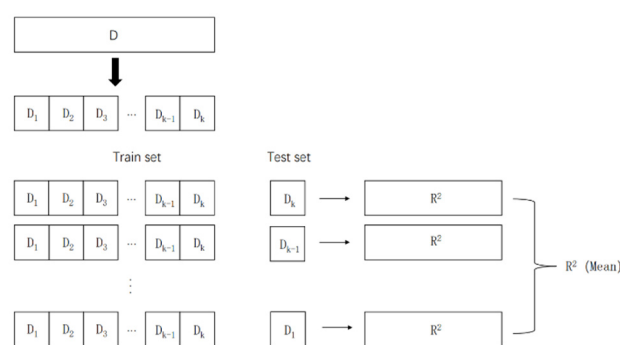 D
D₁ D₂ D₃ ··· Dₖ₋₁ Dₖ
Train set Test set
D₁ D₂ D₃ ··· Dₖ₋₁ Dₖ Dₖ R²
D₁ D₂ D₃ ··· Dₖ₋₁ Dₖ Dₖ₋₁ R²
R² (Mean)
⋮
D₁ D₂ D₃ ··· Dₖ₋₁ Dₖ D₁ R²